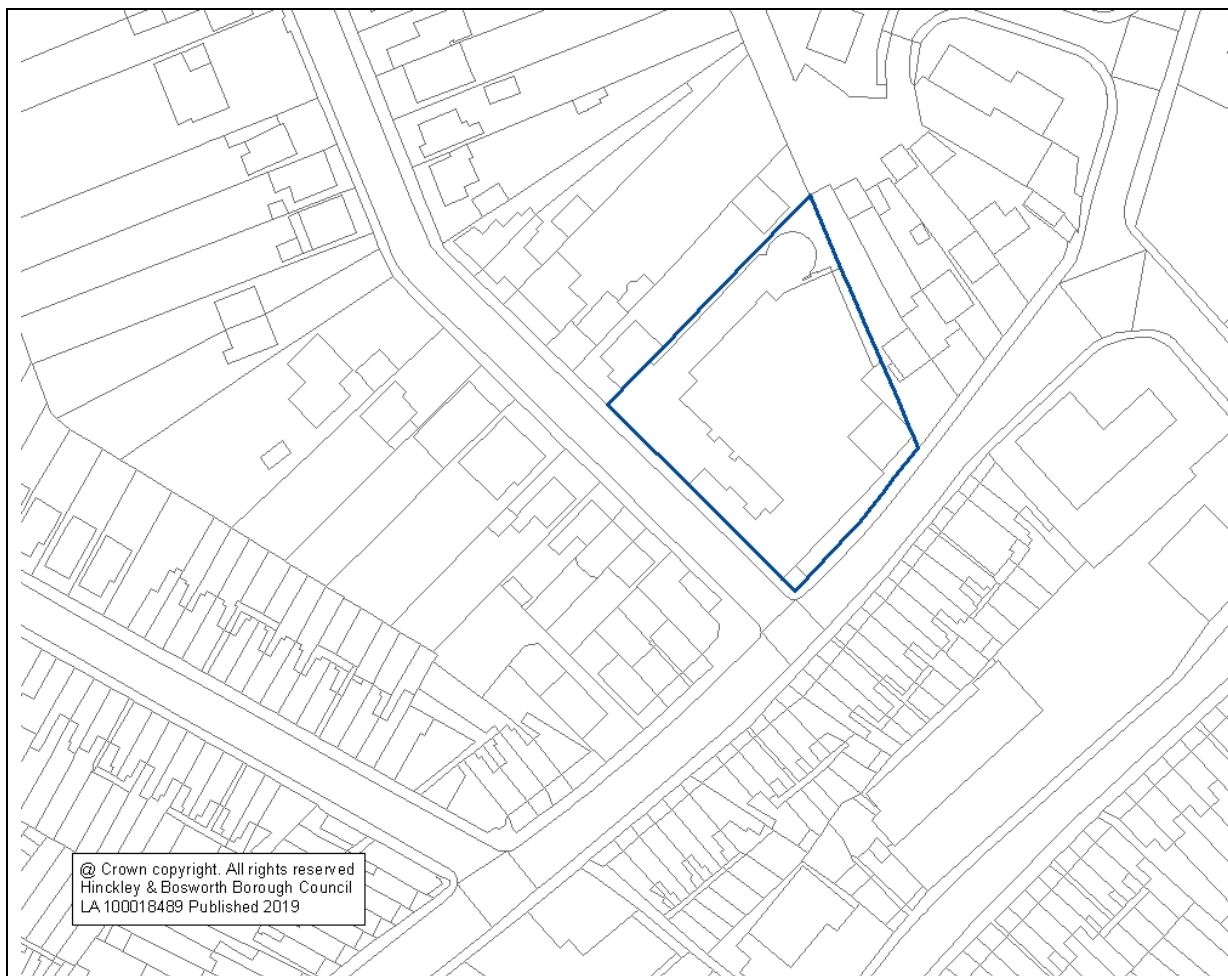 @ Crown copyright. All rights reserved
Hinckley & Bosworth Borough Council
LA 100018489 Published 2019